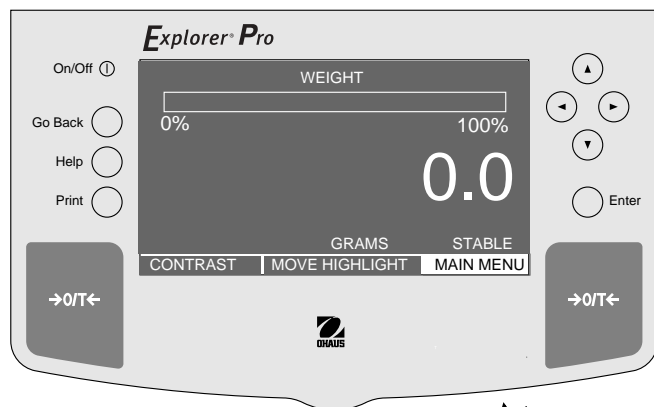 Explorer® Pro
On/Off
WEIGHT
0% 100%
Go Back
Help
0.0
Print
Enter
GRAMS STABLE
CONTRAST MOVE HIGHLIGHT MAIN MENU
→0/T← →0/T←
OHAUS